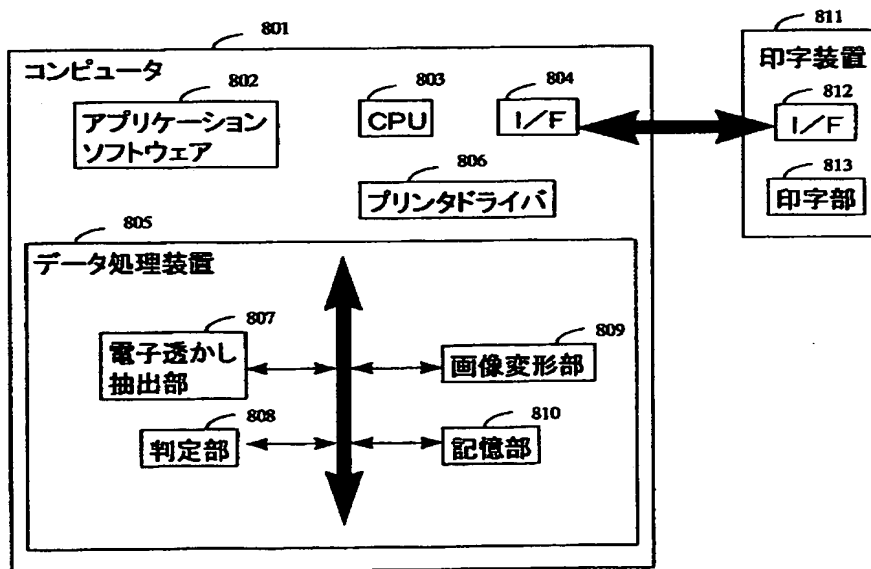 801
コンピュータ
802
アプリケーション
ソフトウェア
803
CPU
804
I/F
806
プリンタドライバ
811
印字装置
812
I/F
813
印字部
805
データ処理装置
807
電子透かし
抽出部
809
画像変形部
808
判定部
810
記憶部